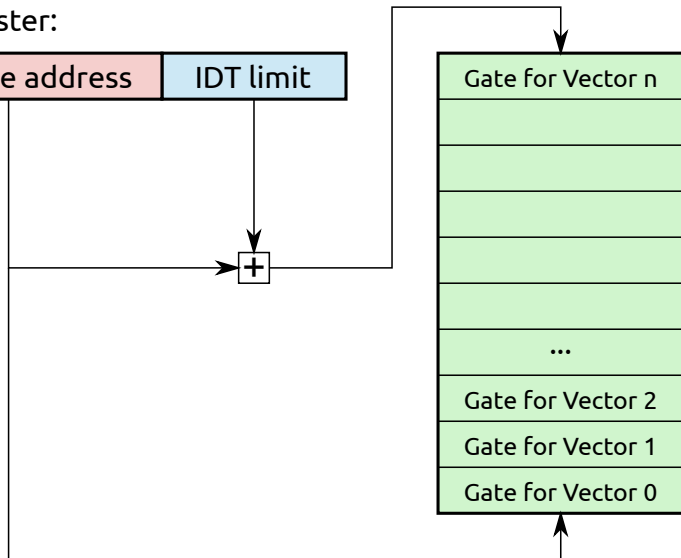 ster:
e address
IDT limit
+
Gate for Vector n
...
Gate for Vector 2
Gate for Vector 1
Gate for Vector 0